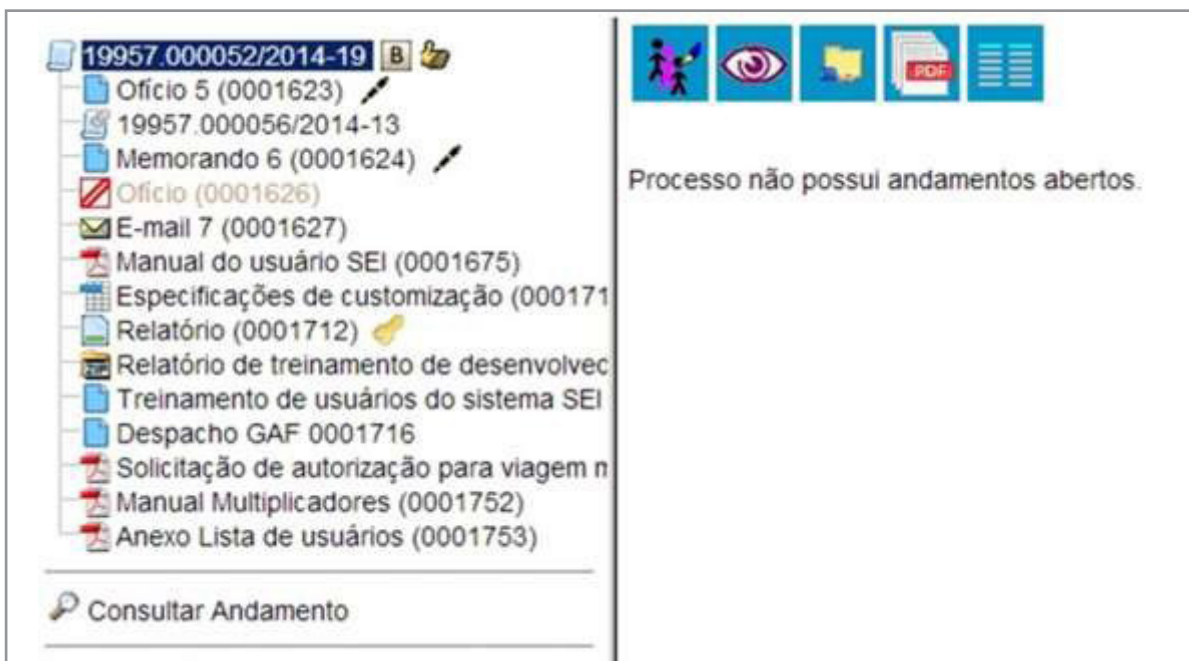 19957.000052/2014-19 B
Ofício 5 (0001623)
19957.000056/2014-13
Memorando 6 (0001624)
Ofício (0001626)
E-mail 7 (0001627)
Manual do usuário SEI (0001675)
Especificações de customização (000171
Relatório (0001712)
Relatório de treinamento de desenvolvec
Treinamento de usuários do sistema SEI
Despacho GAF 0001716
Solicitação de autorização para viagem n
Manual Multiplicadores (0001752)
Anexo Lista de usuários (0001753)
Consultar Andamento
PDF
Processo não possui andamentos abertos.